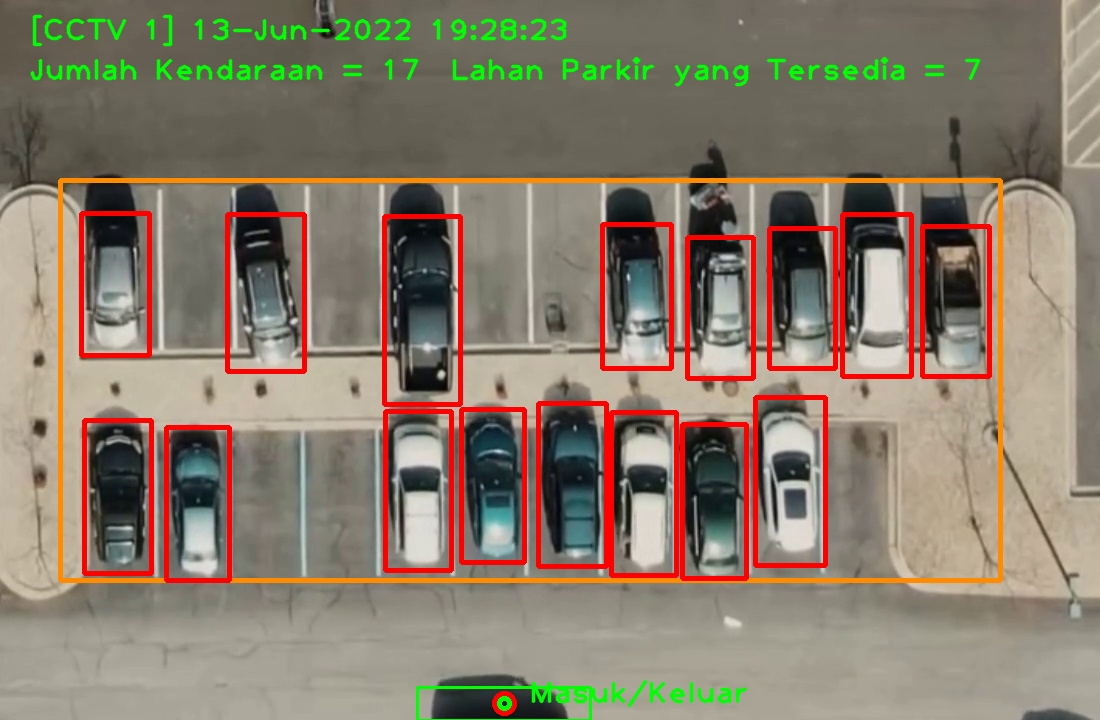 [CCTV 1] 13-Jun-2022 19:28:23
Jumlah Kendaraan = 17 Lahan Parkir yang Tersedia = 7
Masuk/Keluar